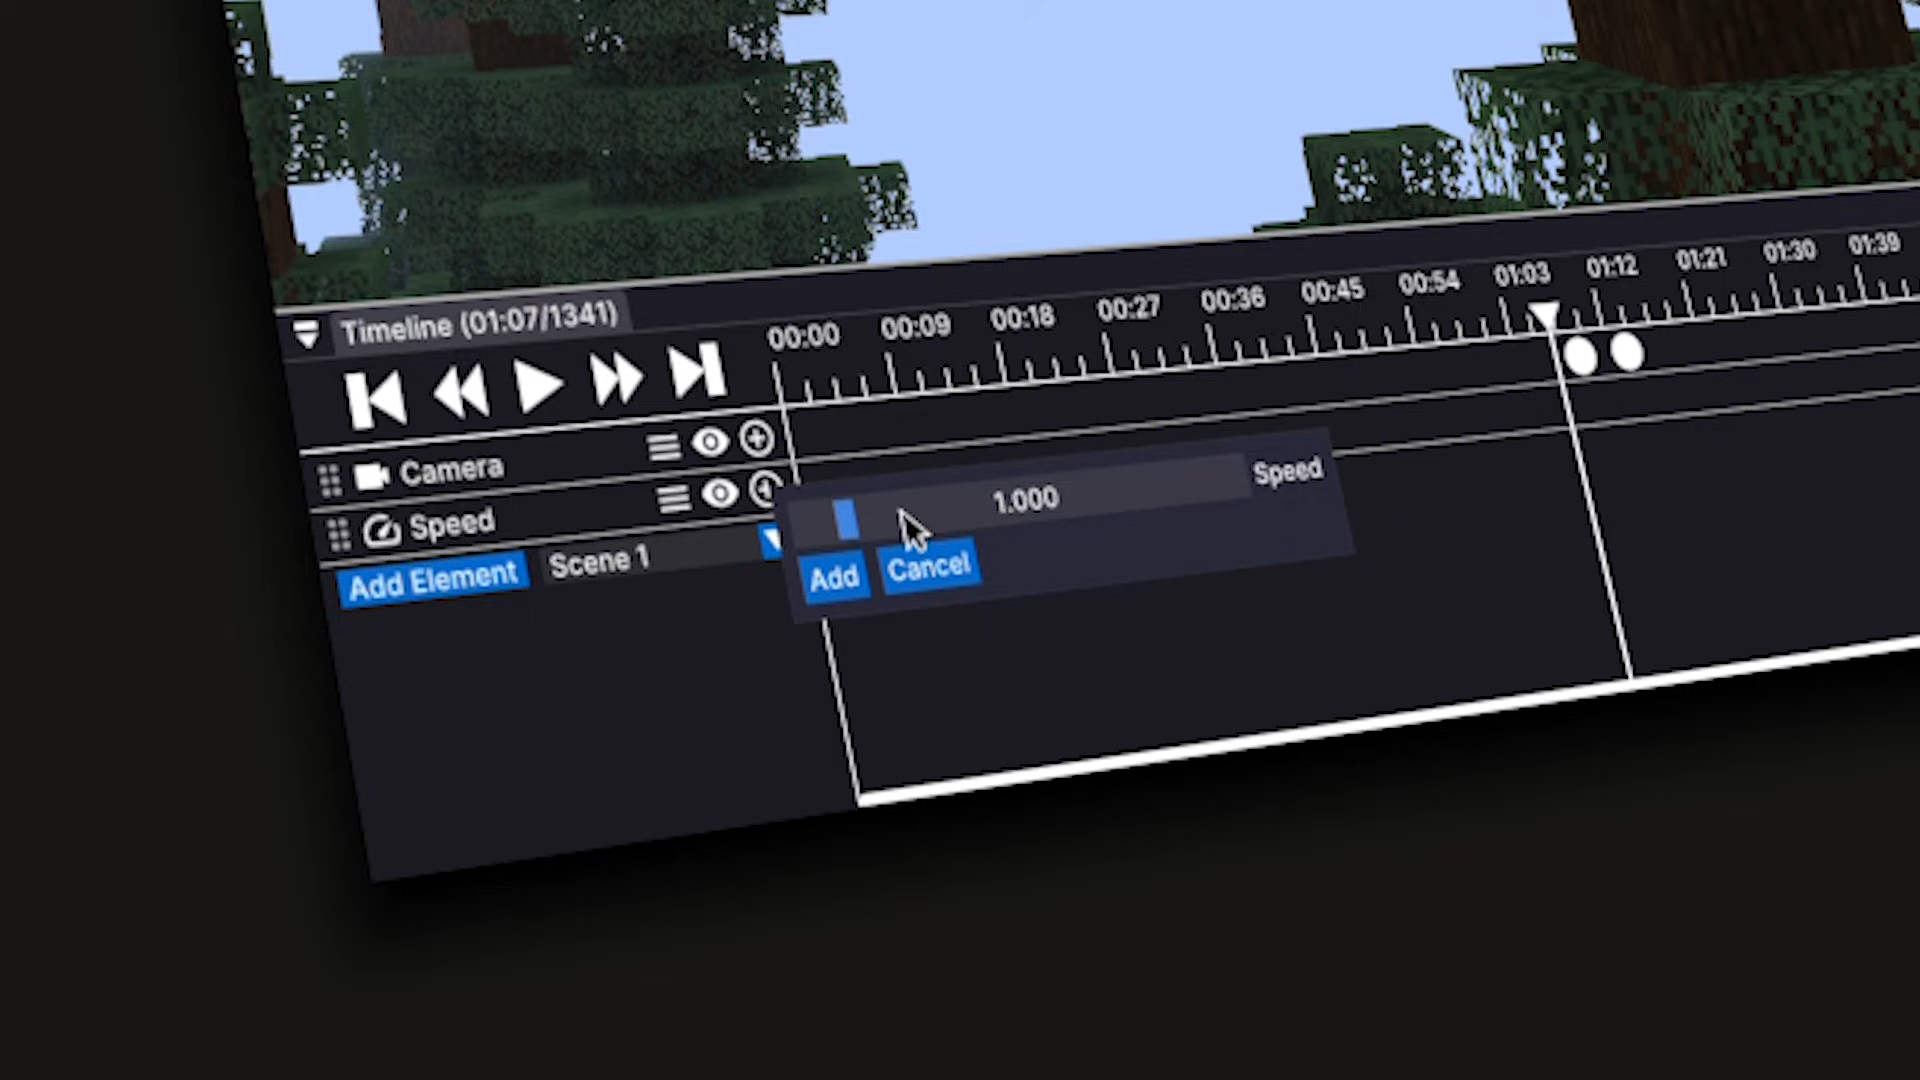 Timeline (01:07/1341)
00:00 00:09 00:18 00:27 00:36 00:45 00:54 01:03 01:12 01:21 01:30 01:39
Camera
Speed
Add Element Scene 1
1.000 Speed
Add Cancel